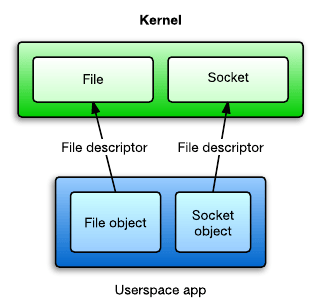 Kernel
File
Socket
File descriptor
File descriptor
File object
Socket
object
Userspace app